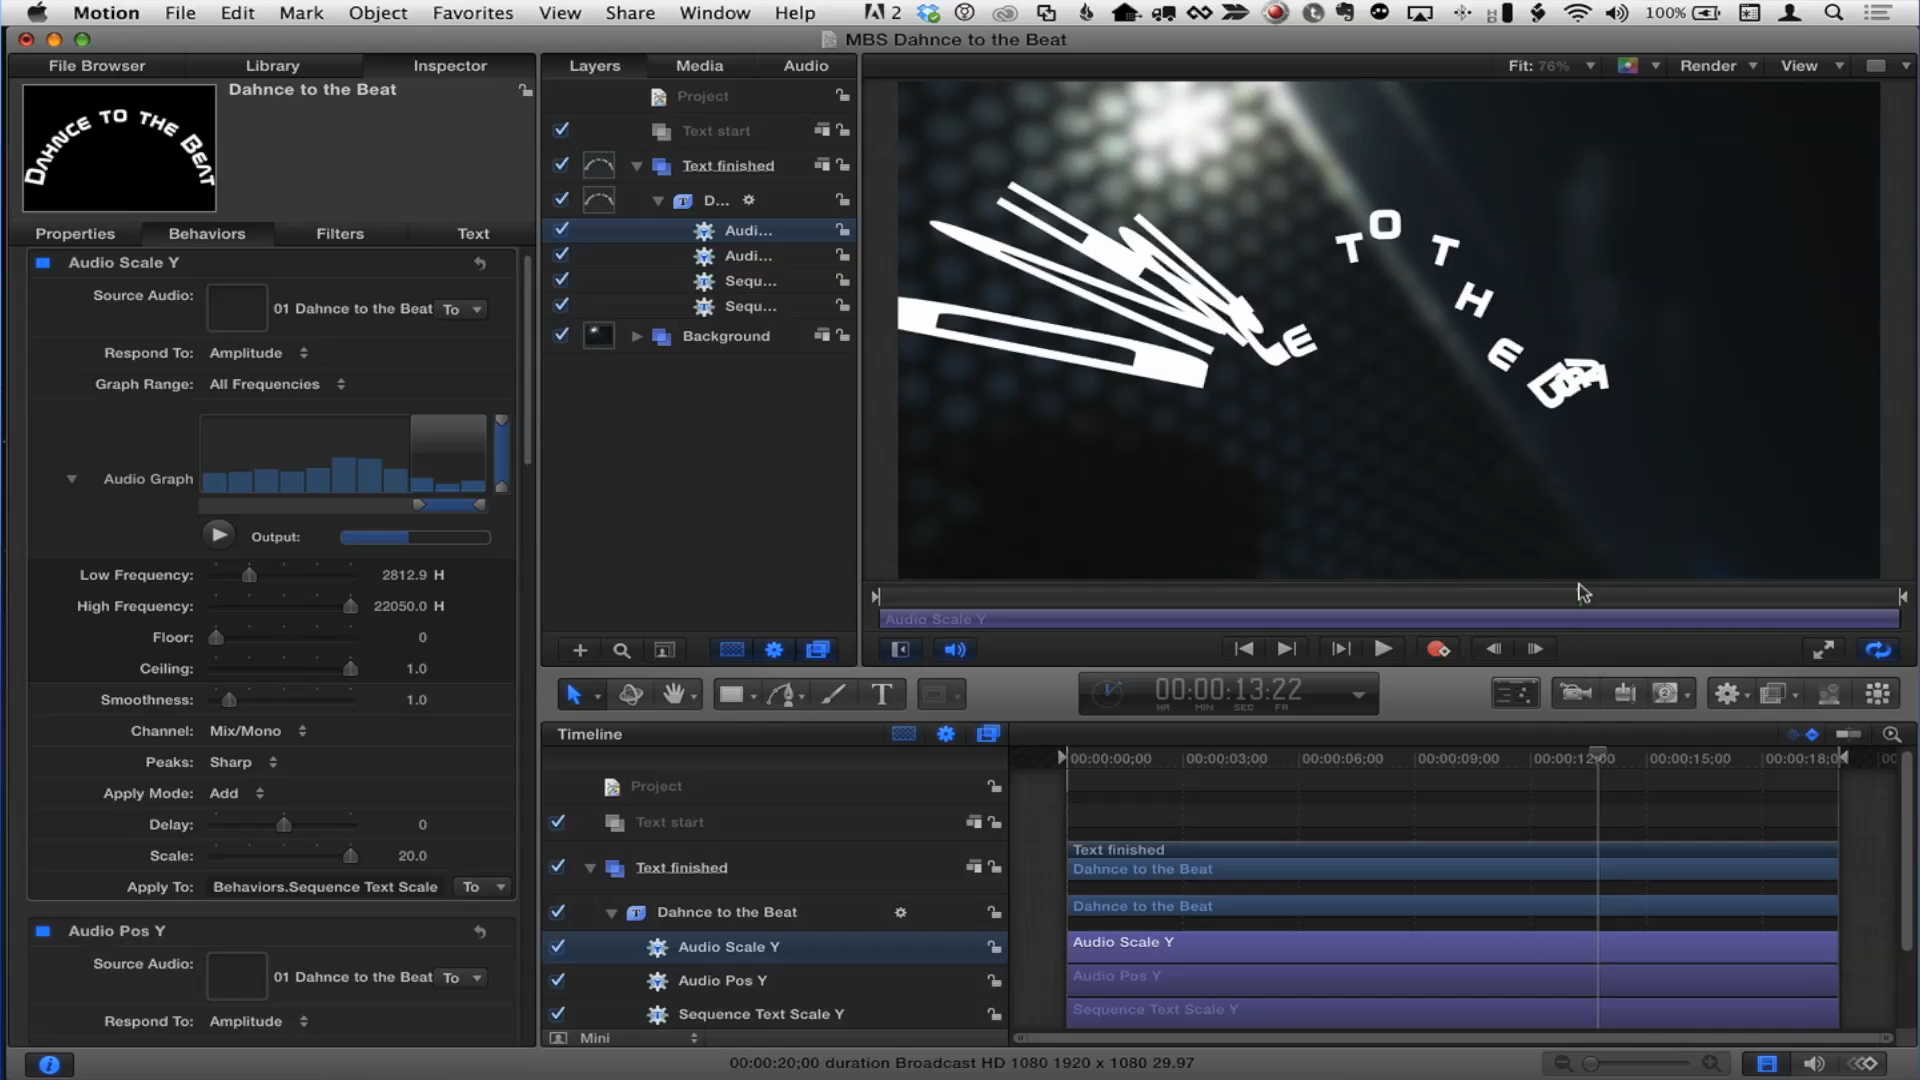 Motion File Edit Mark Object Favorites View Share Window Help 2 100%
MBS Dahnce to the Beat
File Browser Library Inspector
Layers Media Audio
Fit: 76% Render View
DAHNCE TO THE BEAT
Dahnce to the Beat
Properties Behaviors Filters Text
Audio Scale Y
Source Audio: 01 Dahnce to the Beat To
Respond To: Amplitude
Graph Range: All Frequencies
Audio Graph
Output:
Low Frequency: 2812.9 H
High Frequency: 22050.0 H
Floor: 0
Ceiling: 1.0
Smoothness: 1.0
Channel: Mix/Mono
Peaks: Sharp
Apply Mode: Add
Delay: 0
Scale: 20.0
Apply To: Behaviors.Sequence Text Scale To
Audio Pos Y
Source Audio: 01 Dahnce to the Beat To
Respond To: Amplitude
Project
Text start
Text finished
D...
Audi...
Audi...
Sequ...
Sequ...
Background
E TO THE
Audio Scale Y
00:00:13:22
HR MIN SEC FR
Timeline
00:00:00;00 00:00:03;00 00:00:06;00 00:00:09;00 00:00:12;00 00:00:15;00 00:00:18;0 00
Project
Text start
Text finished
Dahnce to the Beat
Audio Scale Y
Audio Pos Y
Sequence Text Scale Y
Mini
Text finished
Dahnce to the Beat
Dahnce to the Beat
Audio Scale Y
Audio Pos Y
Sequence Text Scale Y
00:00:20;00 duration Broadcast HD 1080 1920 x 1080 29.97